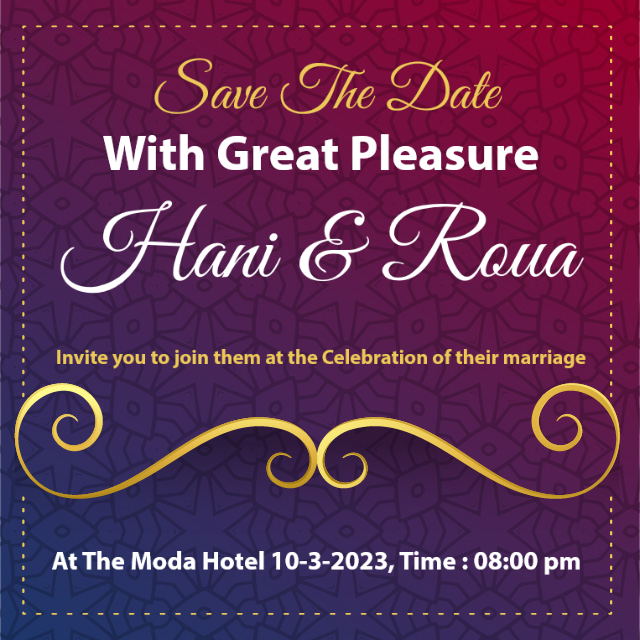 Save The Date
With Great Pleasure
Hani & Roua
Invite you to join them at the Celebration of their marriage
At The Moda Hotel 10-3-2023, Time : 08:00 pm